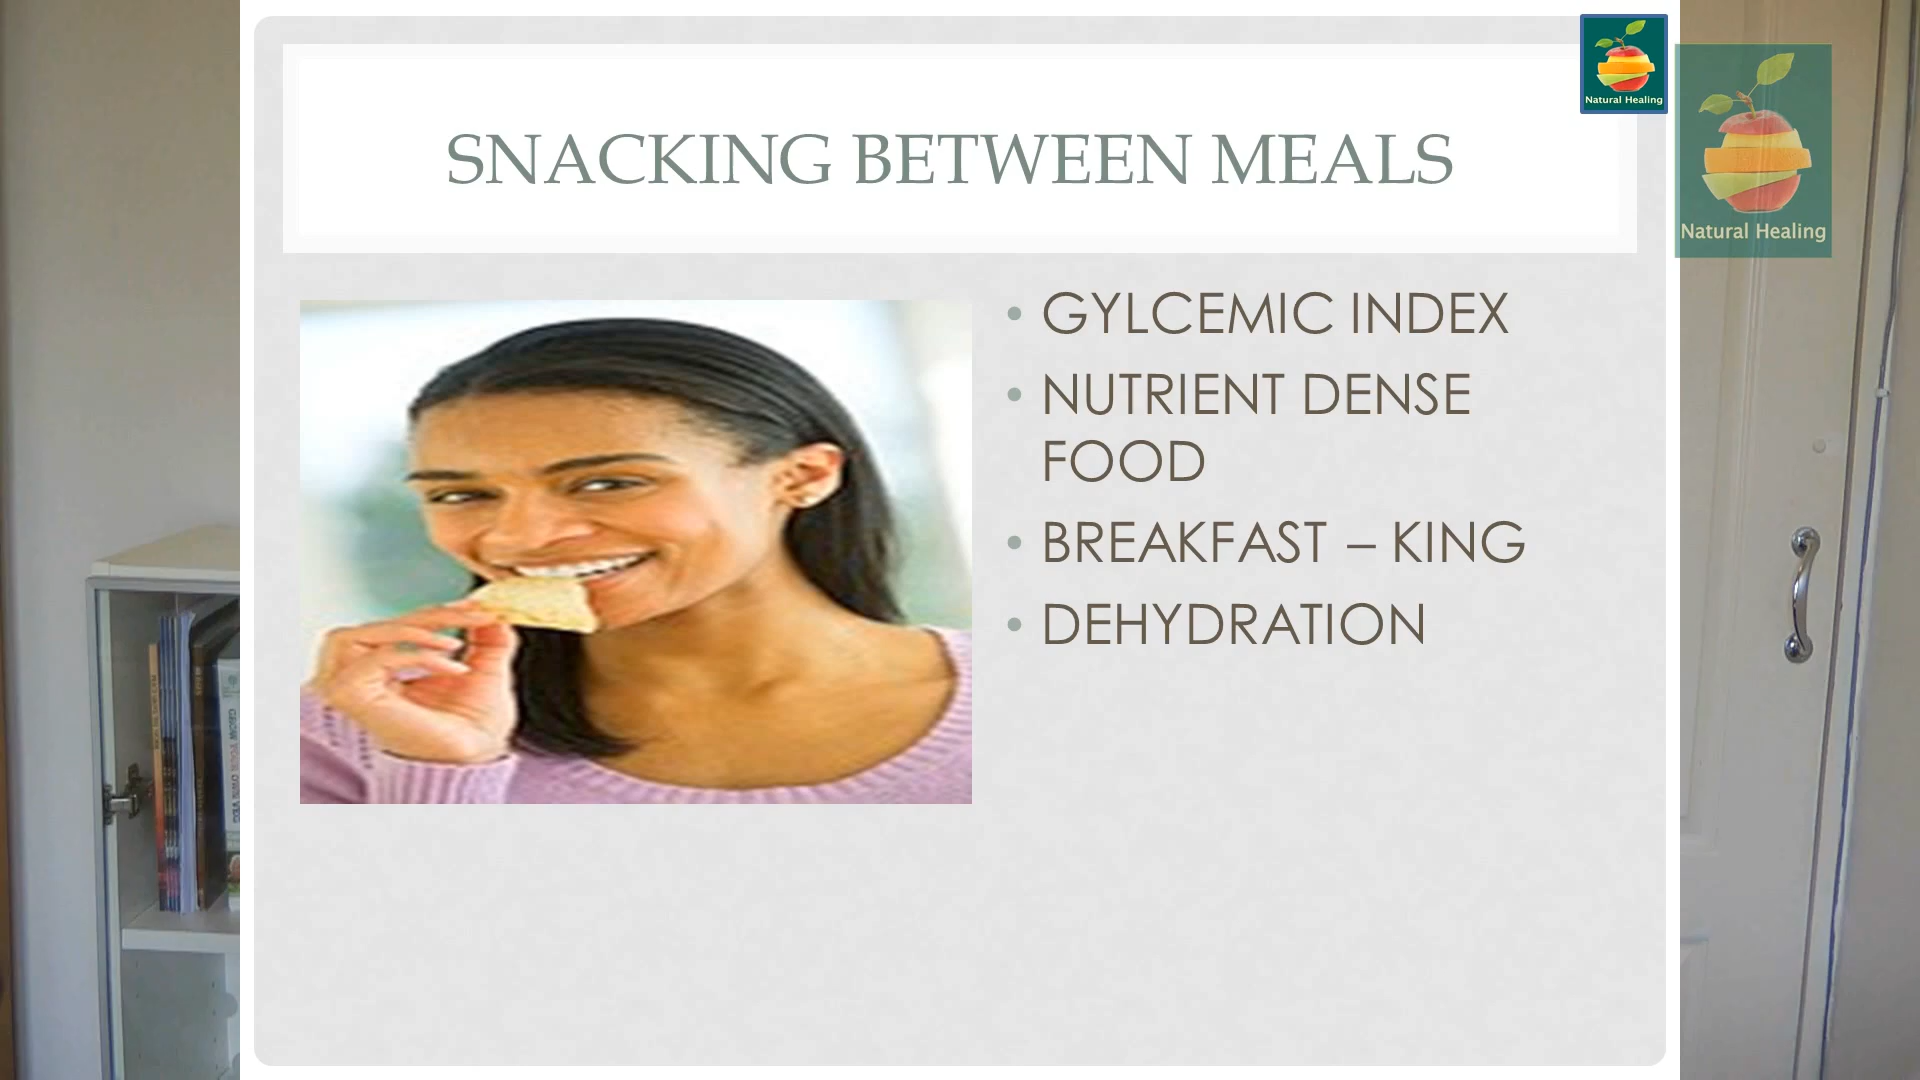 SNACKING BETWEEN MEALS
Natural Healing
Natural Healing
• GYLCEMIC INDEX
• NUTRIENT DENSE
FOOD
• BREAKFAST – KING
• DEHYDRATION